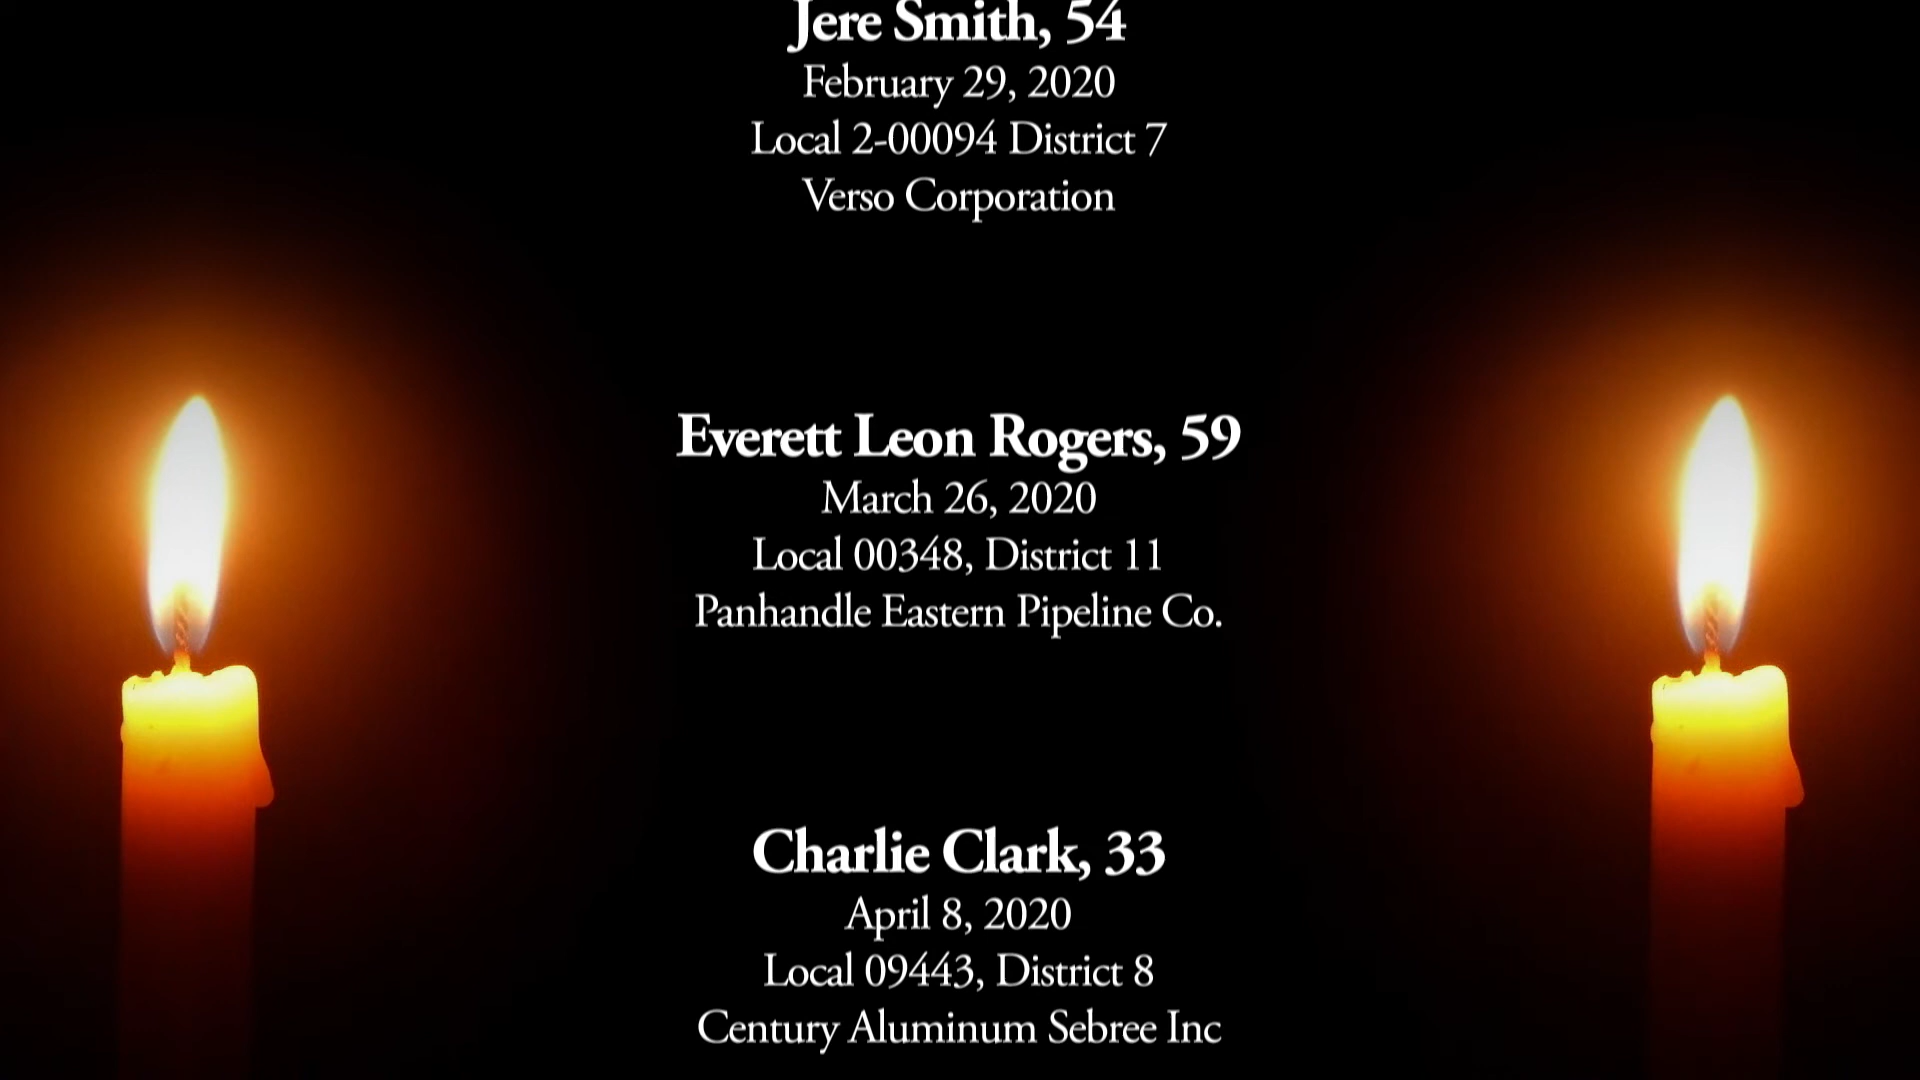 Jere Smith, 54
February 29, 2020
Local 2-00094 District 7
Verso Corporation
Everett Leon Rogers, 59
March 26, 2020
Local 00348, District 11
Panhandle Eastern Pipeline Co.
Charlie Clark, 33
April 8, 2020
Local 09443, District 8
Century Aluminum Sebree Inc